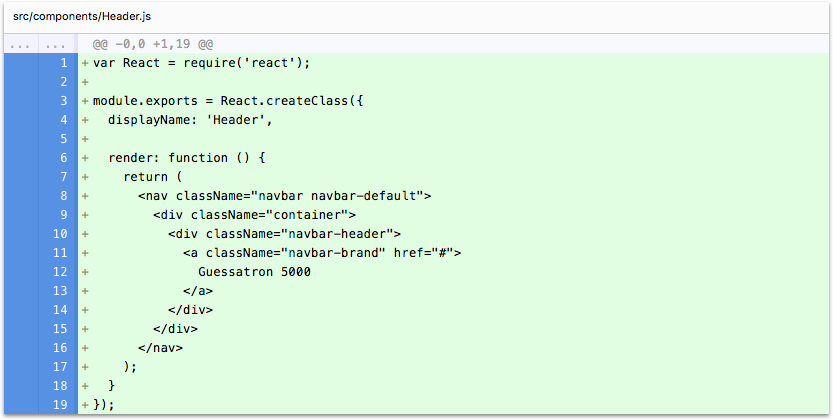 src/components/Header.js
... ... @@ -0,0 +1,19 @@
1 +var React = require('react');
2 +
3 +module.exports = React.createClass({
4 +  displayName: 'Header',
5 +
6 +  render: function () {
7 +    return (
8 +      <nav className="navbar navbar-default">
9 +        <div className="container">
10 +          <div className="navbar-header">
11 +            <a className="navbar-brand" href="#">
12 +              Guessatron 5000
13 +            </a>
14 +          </div>
15 +        </div>
16 +      </nav>
17 +    );
18 +  }
19 +});